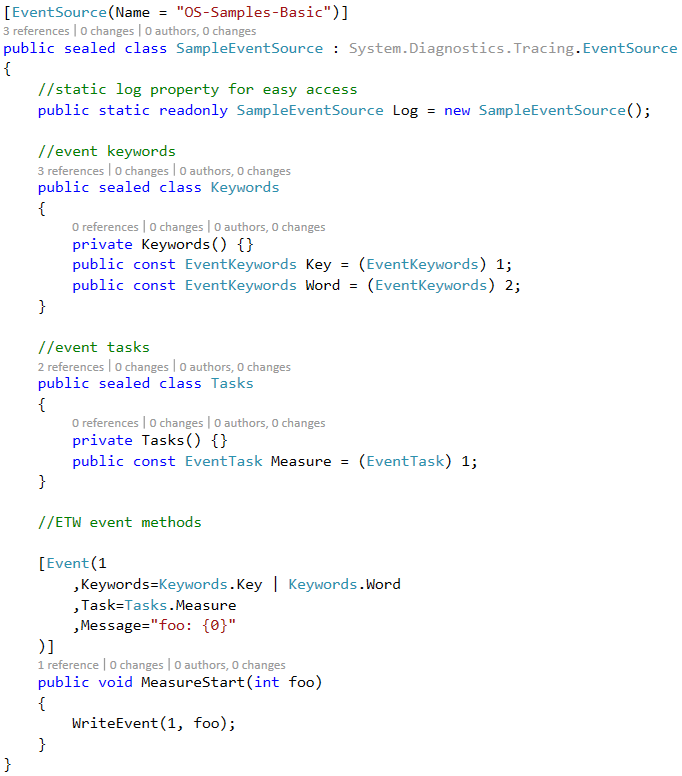 [EventSource(Name = "OS-Samples-Basic")]
3 references | 0 changes | 0 authors, 0 changes
public sealed class SampleEventSource : System.Diagnostics.Tracing.EventSource
{
//static log property for easy access
public static readonly SampleEventSource Log = new SampleEventSource();
//event keywords
3 references | 0 changes | 0 authors, 0 changes
public sealed class Keywords
{
0 references | 0 changes | 0 authors, 0 changes
private Keywords() {}
public const EventKeywords Key = (EventKeywords) 1;
public const EventKeywords Word = (EventKeywords) 2;
}
//event tasks
2 references | 0 changes | 0 authors, 0 changes
public sealed class Tasks
{
0 references | 0 changes | 0 authors, 0 changes
private Tasks() {}
public const EventTask Measure = (EventTask) 1;
}
//ETW event methods
[Event(1
,Keywords=Keywords.Key | Keywords.Word
,Task=Tasks.Measure
,Message="foo: {0}"
)]
1 reference | 0 changes | 0 authors, 0 changes
public void MeasureStart(int foo)
{
WriteEvent(1, foo);
}
}